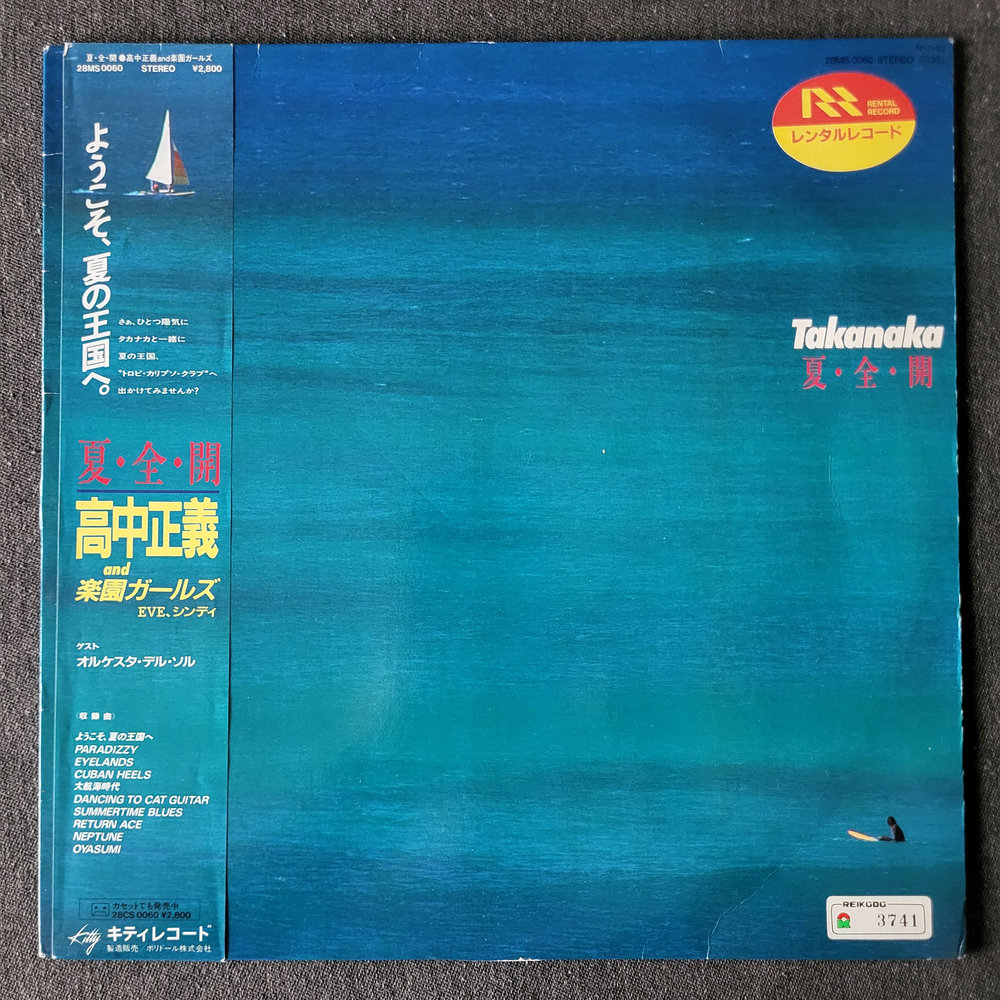 夏・全・開●高中正義and楽園ガールズ
28MS 0060 STEREO ¥2,800
ようこそ、夏の王国へ。
さぁ、ひとつ陽気に
タカナカと一緒に
夏の王国、
“トロピ・カリプソ・クラブ”へ
出かけてみませんか?
夏・全・開
高中正義
and
楽園ガールズ
EVE、シンディ
ゲスト
オルケスタ・デル・ソル
〈収録曲〉
ようこそ、夏の王国へ
PARADIZZY
EYELANDS
CUBAN HEELS
大航海時代
DANCING TO CAT GUITAR
SUMMERTIME BLUES
RETURN ACE
NEPTUNE
OYASUMI
カセットでも発売中
28CS 0060 ¥2,800
Kitty キティレコード
製造販売/ポリドール株式会社
28MS 0060 STEREO
RENTAL
RECORD
レンタルレコード
Takanaka
夏・全・開
REIKODO
3741